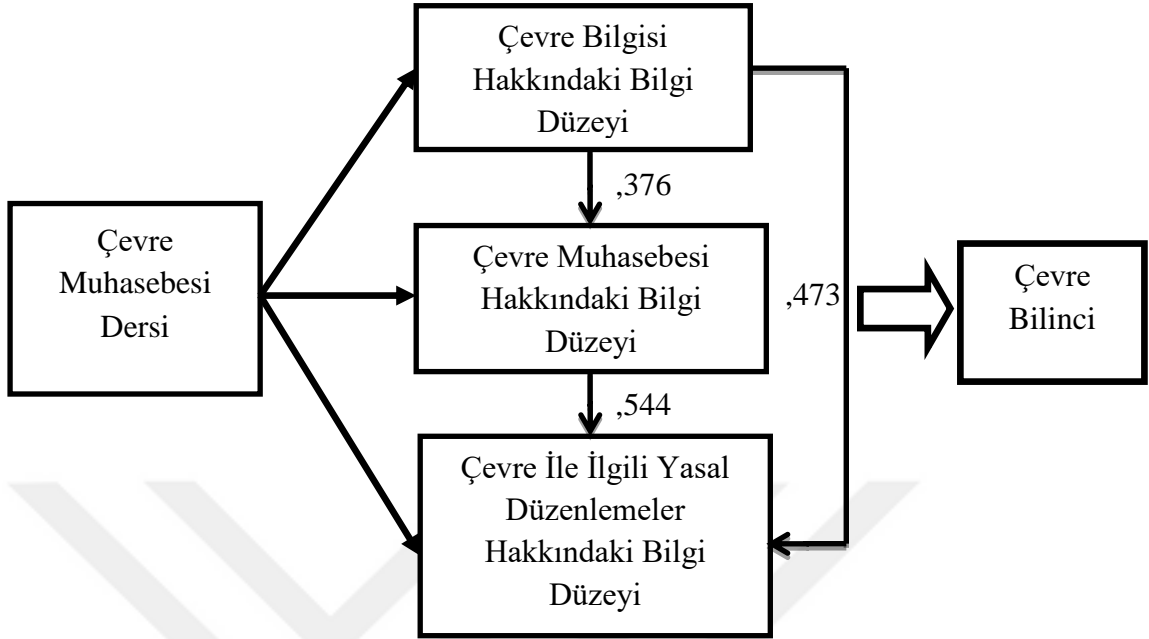 Çevre
Muhasebesi
Dersi
Çevre Bilgisi
Hakkındaki Bilgi
Düzeyi
,376
Çevre Muhasebesi
Hakkındaki Bilgi
Düzeyi
,544
Çevre İle İlgili Yasal
Düzenlemeler
Hakkındaki Bilgi
Düzeyi
,473
Çevre
Bilinci